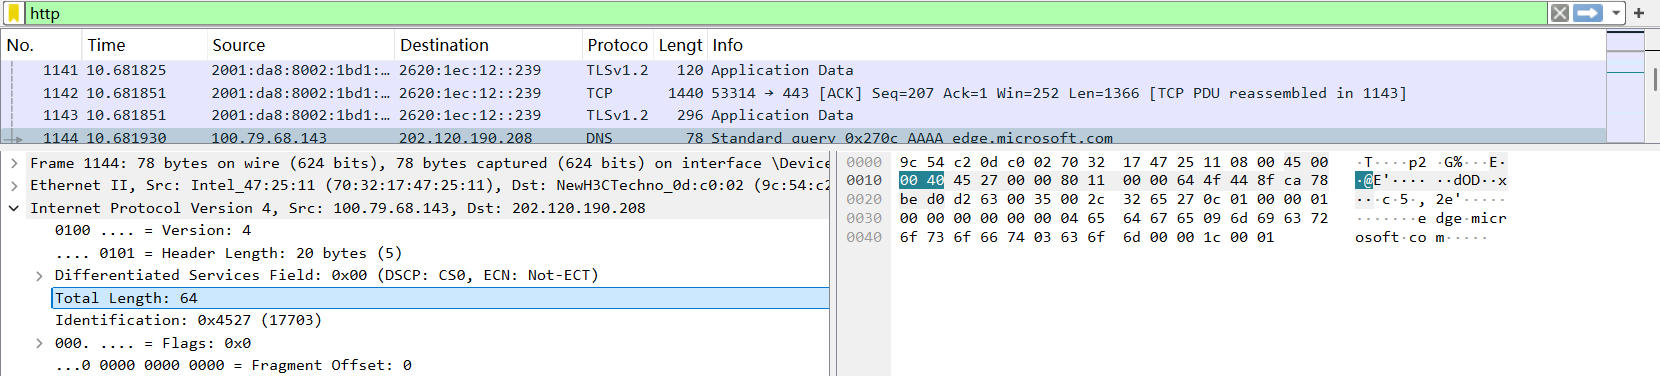 http
No. Time Source Destination Protoco Lengt Info
1141 10.681825 2001:da8:8002:1bd1:… 2620:1ec:12::239 TLSv1.2 120 Application Data
1142 10.681851 2001:da8:8002:1bd1:… 2620:1ec:12::239 TCP 1440 53314 → 443 [ACK] Seq=207 Ack=1 Win=252 Len=1366 [TCP PDU reassembled in 1143]
1143 10.681851 2001:da8:8002:1bd1:… 2620:1ec:12::239 TLSv1.2 296 Application Data
1144 10.681930 100.79.68.143 202.120.190.208 DNS 78 Standard query 0x270c AAAA edge.microsoft.com
Frame 1144: 78 bytes on wire (624 bits), 78 bytes captured (624 bits) on interface \Device
Ethernet II, Src: Intel_47:25:11 (70:32:17:47:25:11), Dst: NewH3CTechno_0d:c0:02 (9c:54:c2
Internet Protocol Version 4, Src: 100.79.68.143, Dst: 202.120.190.208
0100 .... = Version: 4
.... 0101 = Header Length: 20 bytes (5)
Differentiated Services Field: 0x00 (DSCP: CS0, ECN: Not-ECT)
Total Length: 64
Identification: 0x4527 (17703)
000. .... = Flags: 0x0
...0 0000 0000 0000 = Fragment Offset: 0
0000 9c 54 c2 0d c0 02 70 32 17 47 25 11 08 00 45 00 ·T····p2 ·G%···E·
0010 00 40 45 27 00 00 80 11 00 00 64 4f 44 8f ca 78 ·@E'···· ··dOD··x
0020 be d0 d2 63 00 35 00 2c 32 65 27 0c 01 00 00 01 ···c·5·, 2e'·····
0030 00 00 00 00 00 00 04 65 64 67 65 09 6d 69 63 72 ·······e dge·micr
0040 6f 73 6f 66 74 03 63 6f 6d 00 00 1c 00 01 osoft·co m·····